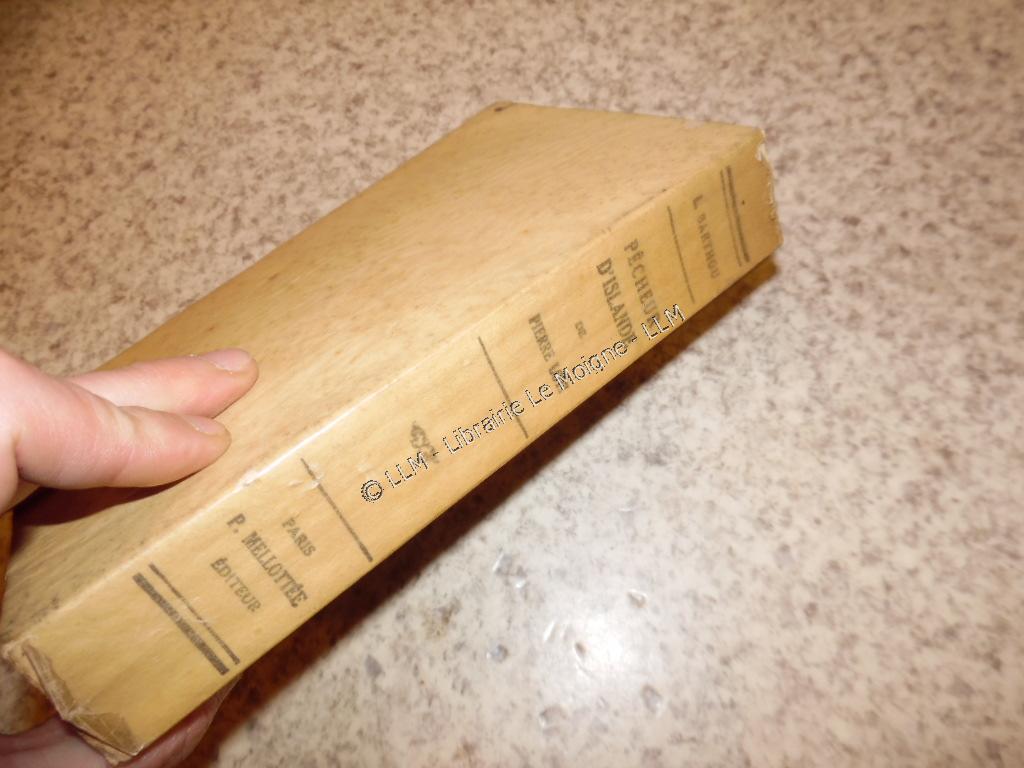 L. BARTHOU
PÊCHEUR
D'ISLANDE
DE
PIERRE
PARIS
P. MELLOTTÉE
ÉDITEUR
© LLM - Librairie Le Moigne - LLM